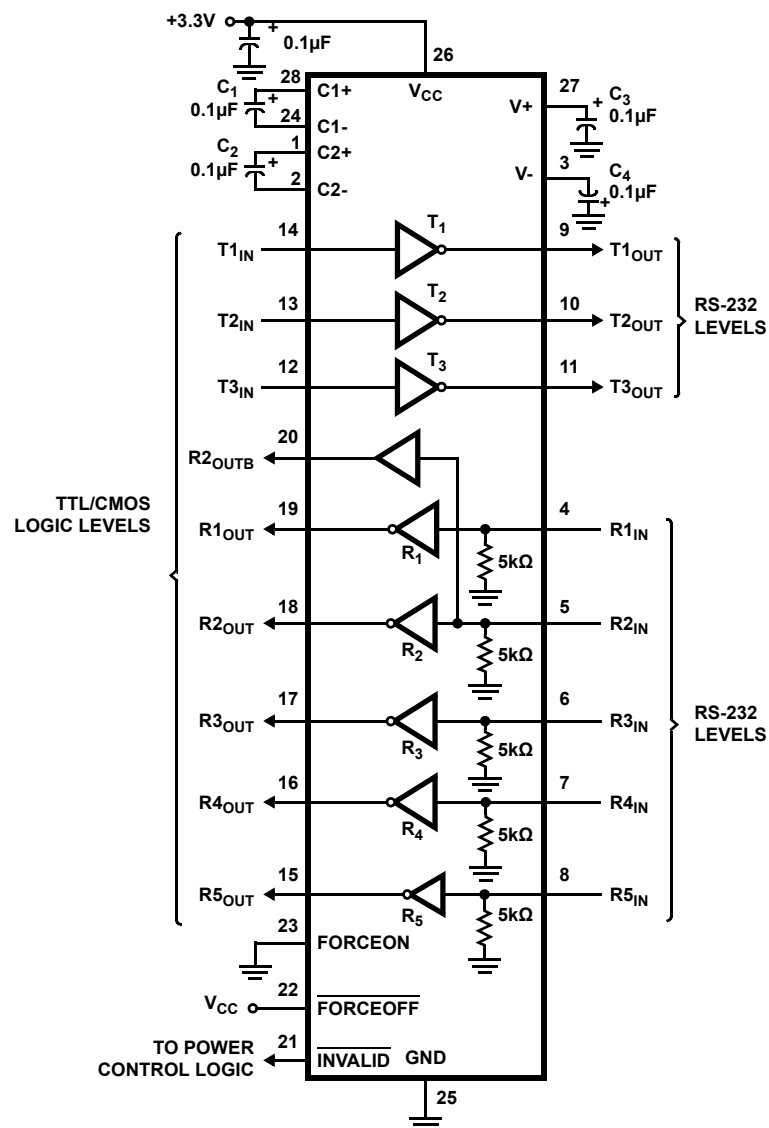 +3.3V
+
0.1µF
26
28
C1+
VCC
27
C1
0.1µF
+
24
C1-
V+
+
C3
0.1µF
1
C2+
C2
0.1µF
+
2
C2-
3
V-
C4
0.1µF
+
14
T1
9
T1IN
T1OUT
13
T2
10
T2IN
T2OUT
RS-232
LEVELS
12
T3
11
T3IN
T3OUT
20
R2OUTB
TTL/CMOS
LOGIC LEVELS
19
4
R1OUT
R1
R1IN
5kΩ
18
5
R2OUT
R2
R2IN
5kΩ
17
6
R3OUT
R3
R3IN
5kΩ
RS-232
LEVELS
16
7
R4OUT
R4
R4IN
5kΩ
15
8
R5OUT
R5
R5IN
5kΩ
23
FORCEON
22
VCC
FORCEOFF
21
TO POWER
CONTROL LOGIC
INVALID
GND
25